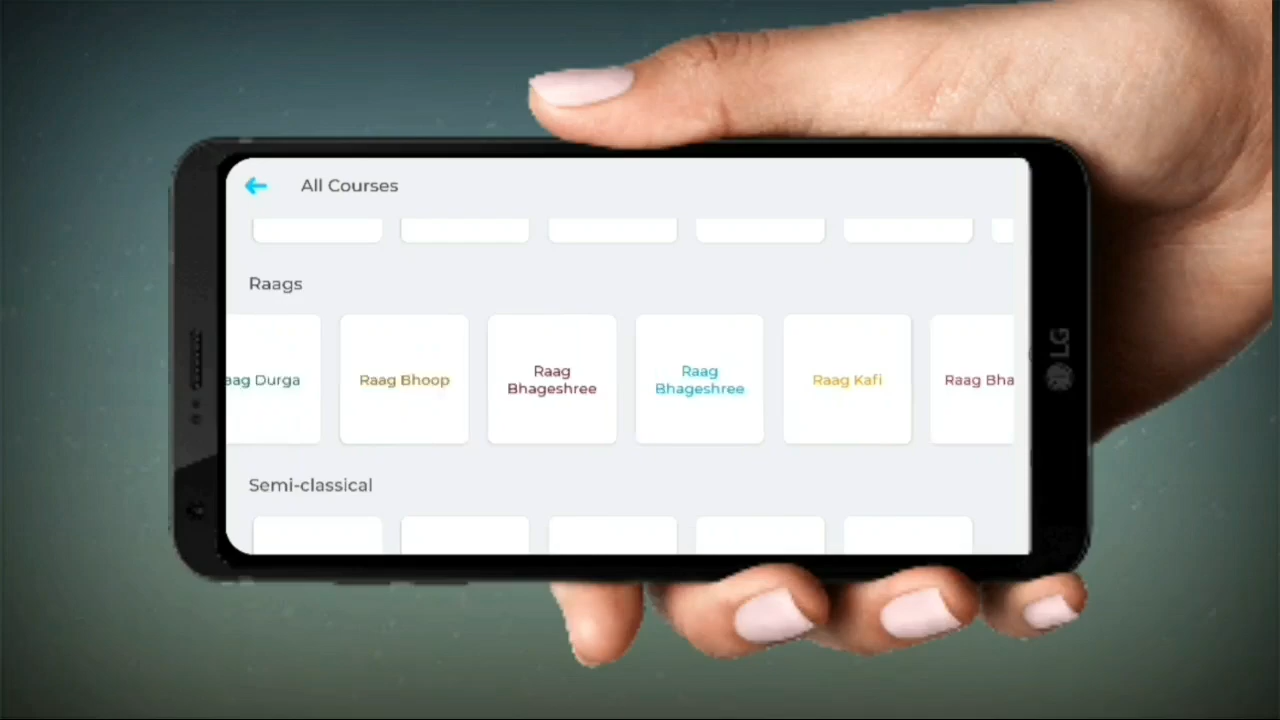 All Courses
Raags
aag Durga
Raag Bhoop
Raag
Bhageshree
Raag
Bhageshree
Raag Kafi
Raag Bha
Semi-classical
LG